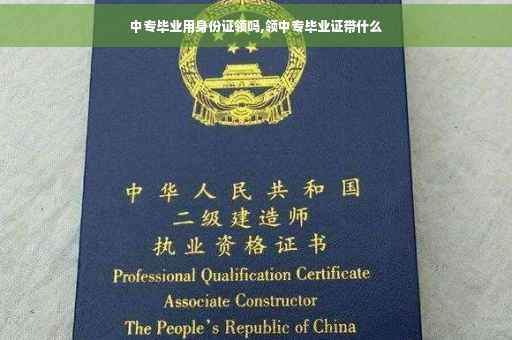 中专毕业用身份证领吗,领中专毕业证带什么
中华人民共和国
二级建造师
执业资格证书
Professional Qualification Certificate
Associate Constructor
The People's Republic of China